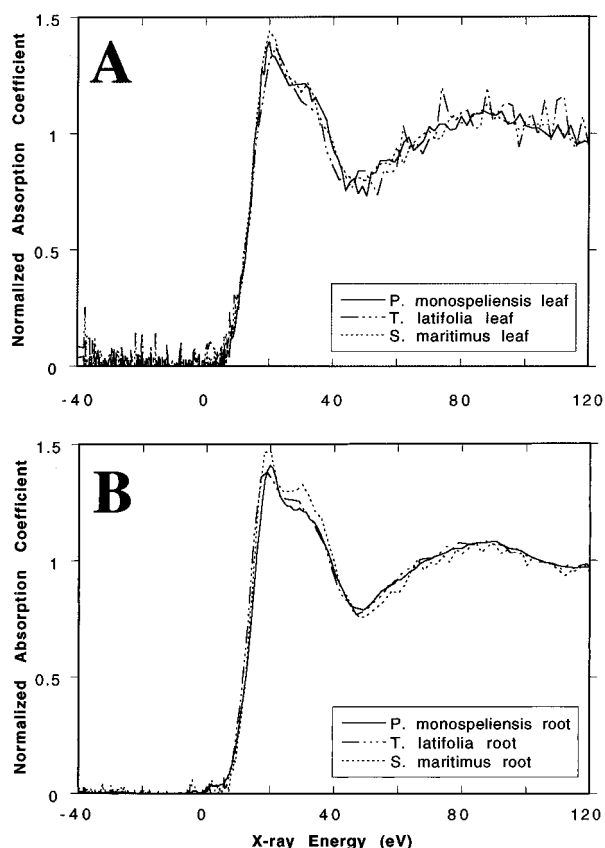 A
Normalized Absorption Coefficient
1.5
1
0.5
0
-40
0
40
80
120
P. monospeliensis leaf
T. latifolia leaf
S. maritimus leaf
B
Normalized Absorption Coefficient
1.5
1
0.5
0
-40
0
40
80
120
P. monospeliensis root
T. latifolia root
S. maritimus root
X-ray Energy (eV)